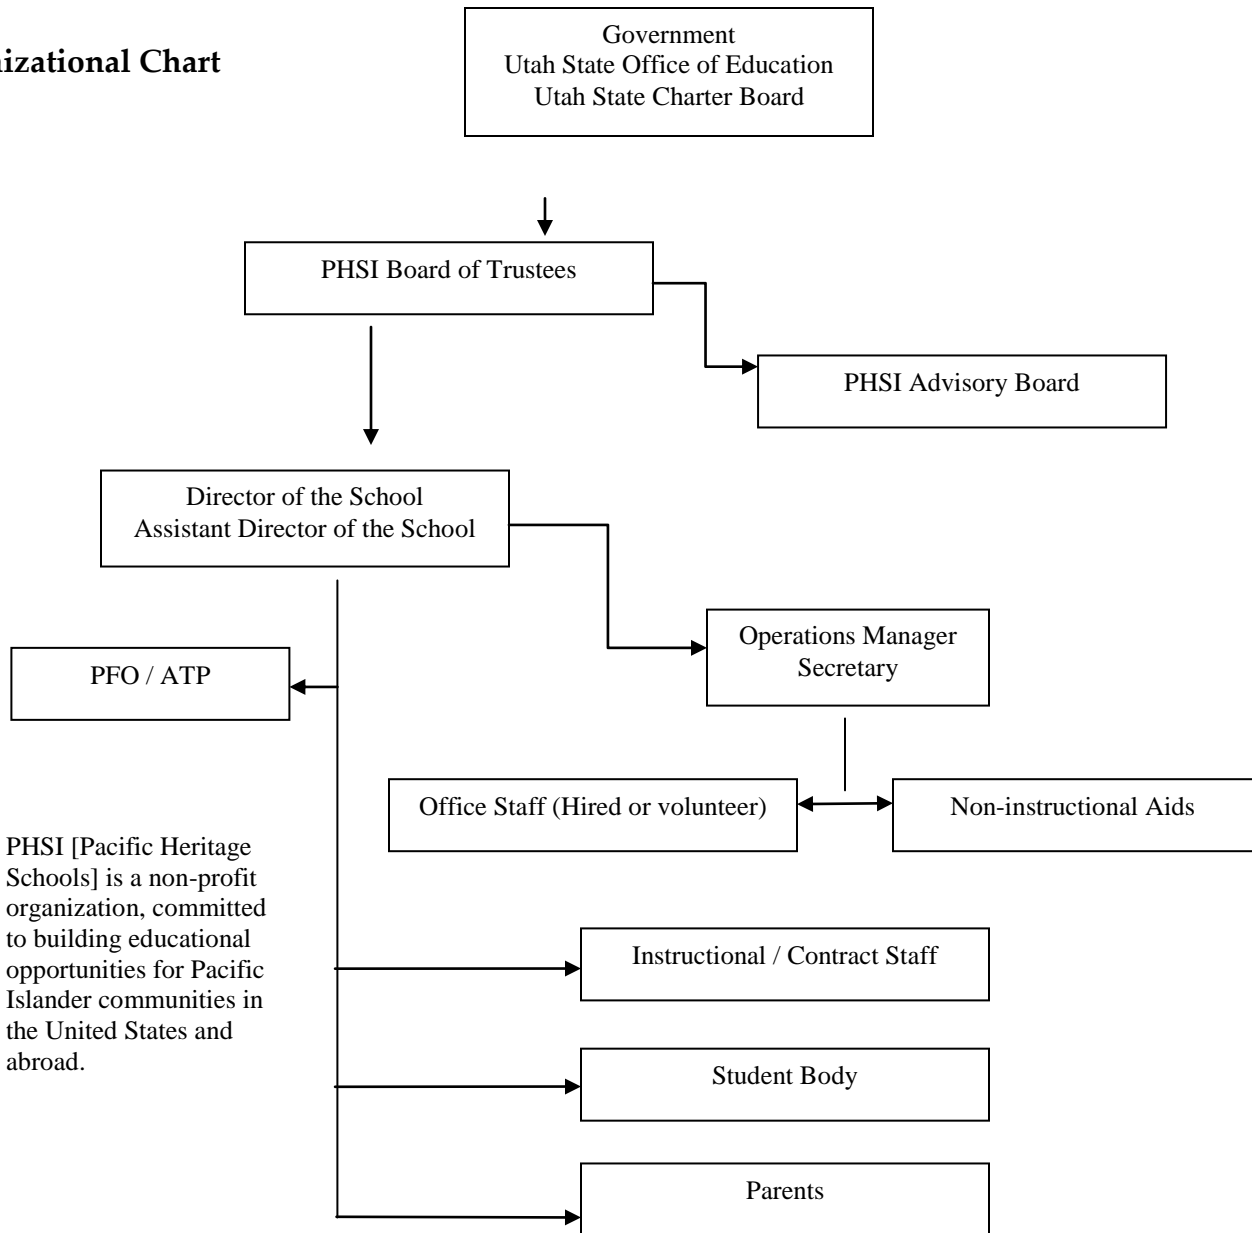 Government
nizational Chart
Utah State Office of Education
Utah State Charter Board
PHSI Board of Trustees
PHSI Advisory Board
Director of the School
Assistant Director of the School
Operations Manager
Secretary
PFO / ATP
Office Staff (Hired or volunteer)
Non-instructional Aids
PHSI [Pacific Heritage
Schools] is a non-profit
organization, committed
to building educational
opportunities for Pacific
Islander communities in
the United States and
abroad.
Instructional / Contract Staff
Student Body
Parents